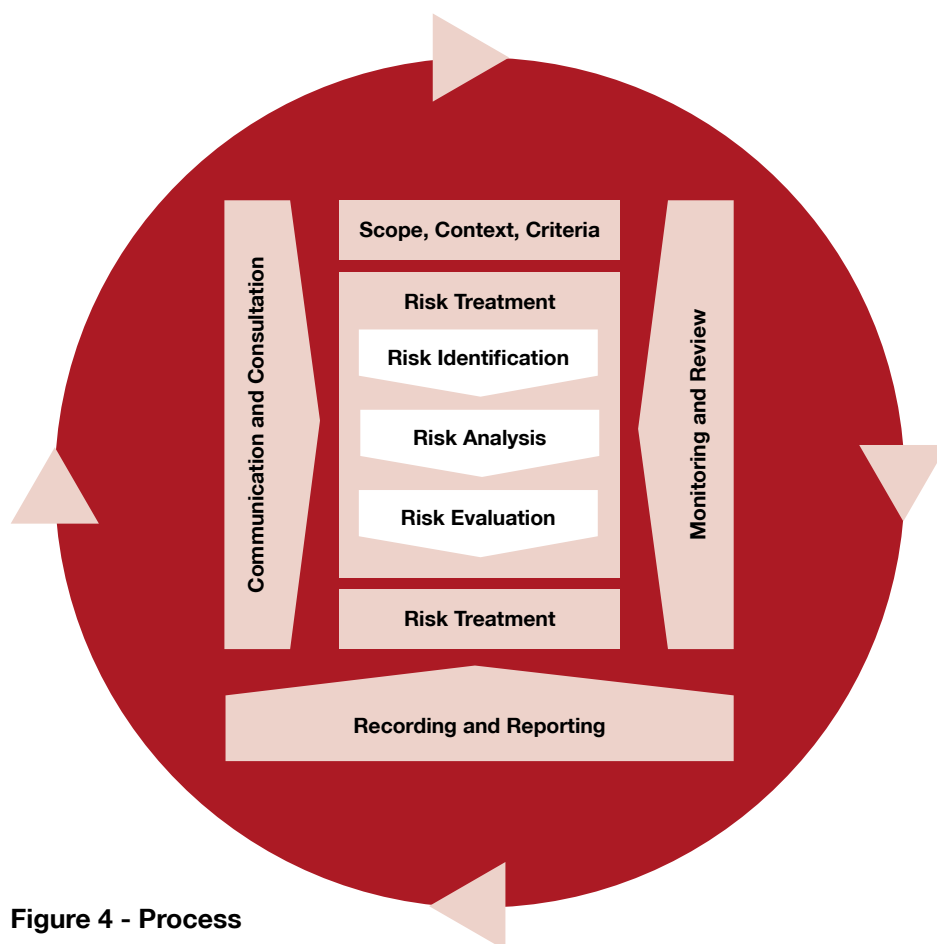 Scope, Context, Criteria
Communication and Consultation
Risk Treatment
Risk Identification
Risk Analysis
Risk Evaluation
Monitoring and Review
Risk Treatment
Recording and Reporting
Figure 4 - Process